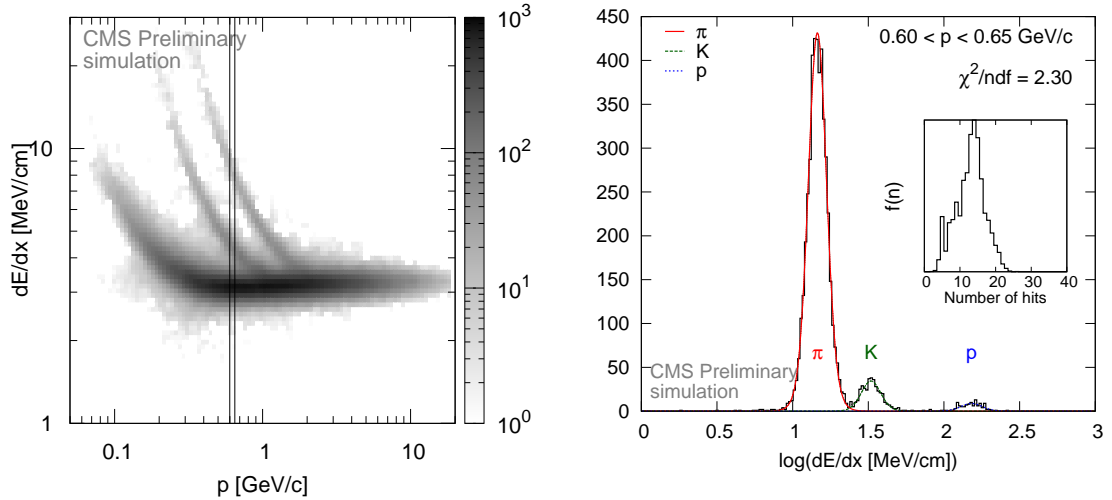 CMS Preliminary
simulation
10³
10²
10¹
10⁰
dE/dx [MeV/cm]
10
1
0.1
1
10
p [GeV/c]
450
400
350
300
250
200
150
100
50
0
π
K
p
0.60 < p < 0.65 GeV/c
χ²/ndf = 2.30
f(n)
0 10 20 30 40
Number of hits
π
K
p
CMS Preliminary
simulation
0 0.5 1 1.5 2 2.5 3
log(dE/dx [MeV/cm])